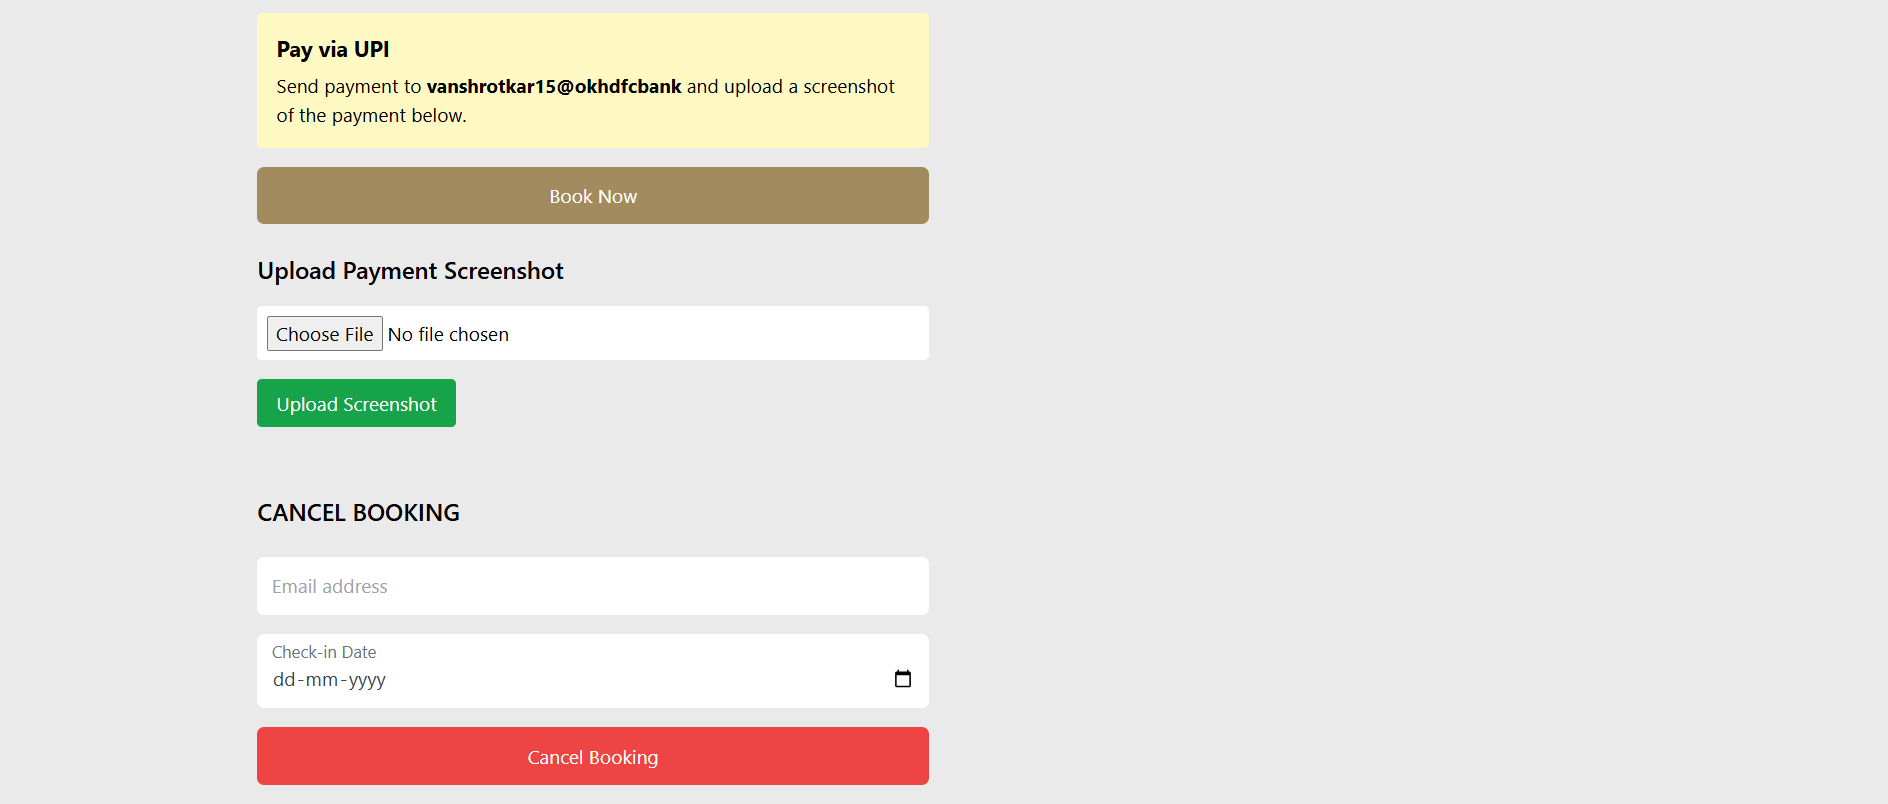 Pay via UPI
Send payment to vanshrotkar15@okhdfcbank and upload a screenshot
of the payment below.
Book Now
Upload Payment Screenshot
Choose File No file chosen
Upload Screenshot
CANCEL BOOKING
Email address
Check-in Date
dd-mm-yyyy
Cancel Booking